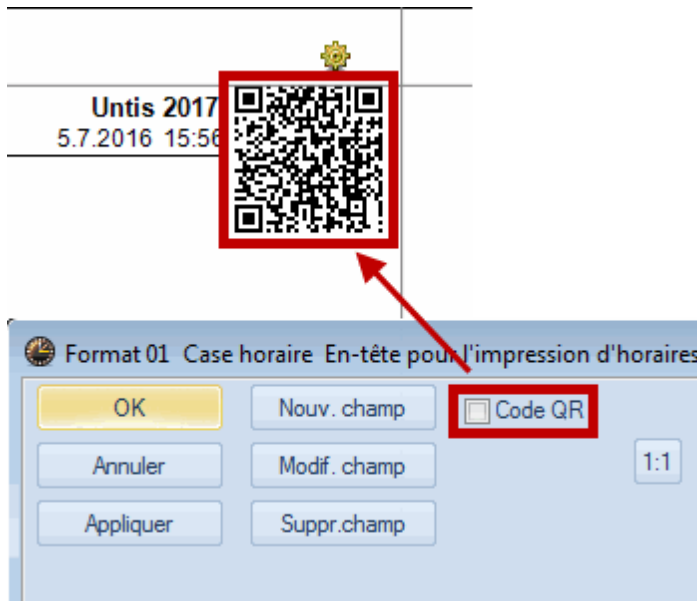 Untis 2017
5.7.2016 15:56
Format 01 Case horaire En-tête pour l'impression d'horaires
OK Nouv. champ Code QR
Annuler Modif. champ 1:1
Appliquer Suppr.champ